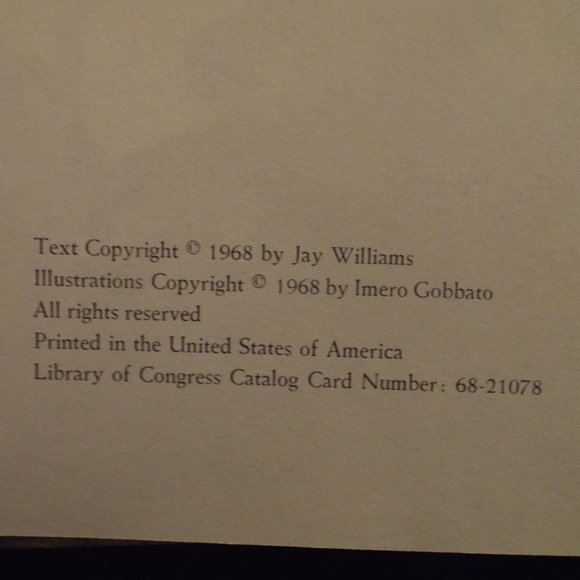 Text Copyright © 1968 by Jay Williams
Illustrations Copyright © 1968 by Imero Gobbato
All rights reserved
Printed in the United States of America
Library of Congress Catalog Card Number: 68-21078